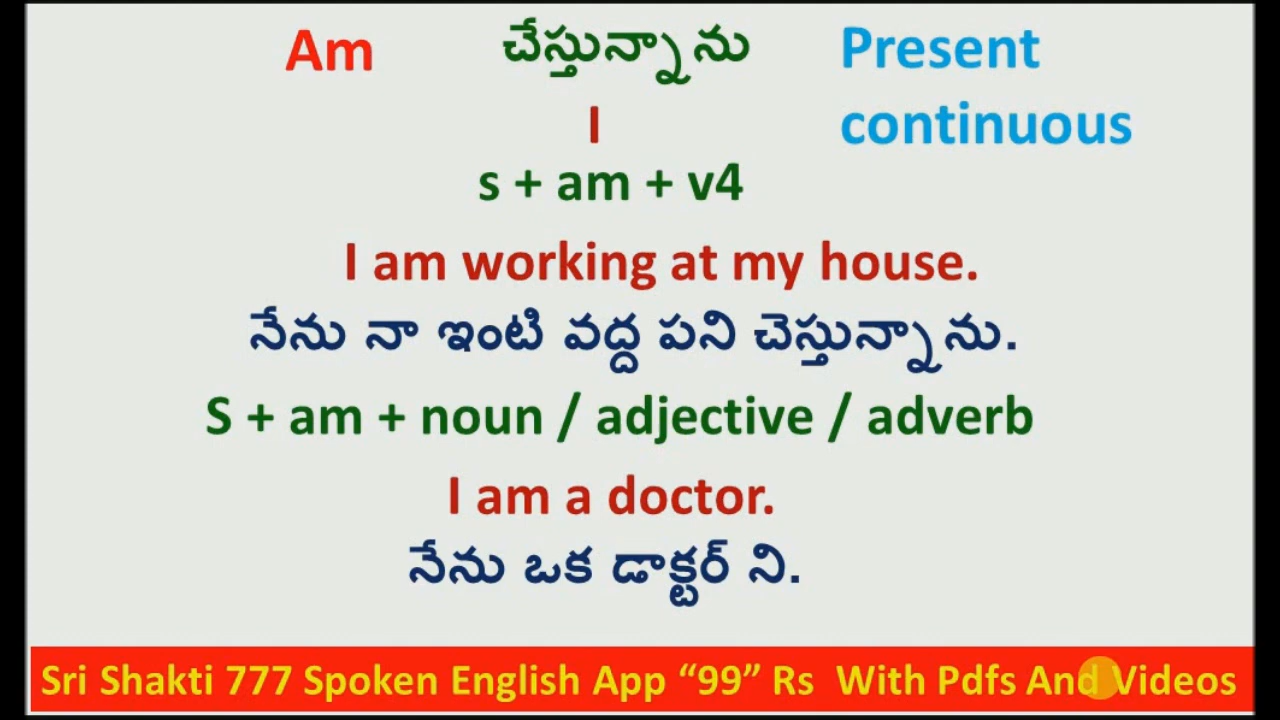 Am చేస్తున్నాను Present
I continuous
s + am + v4
I am working at my house.
నేను నా ఇంటి వద్ద పని చెస్తున్నాను.
S + am + noun / adjective / adverb
I am a doctor.
నేను ఒక డాక్టర్ ని.
Sri Shakti 777 Spoken English App “99” Rs With Pdfs And Videos